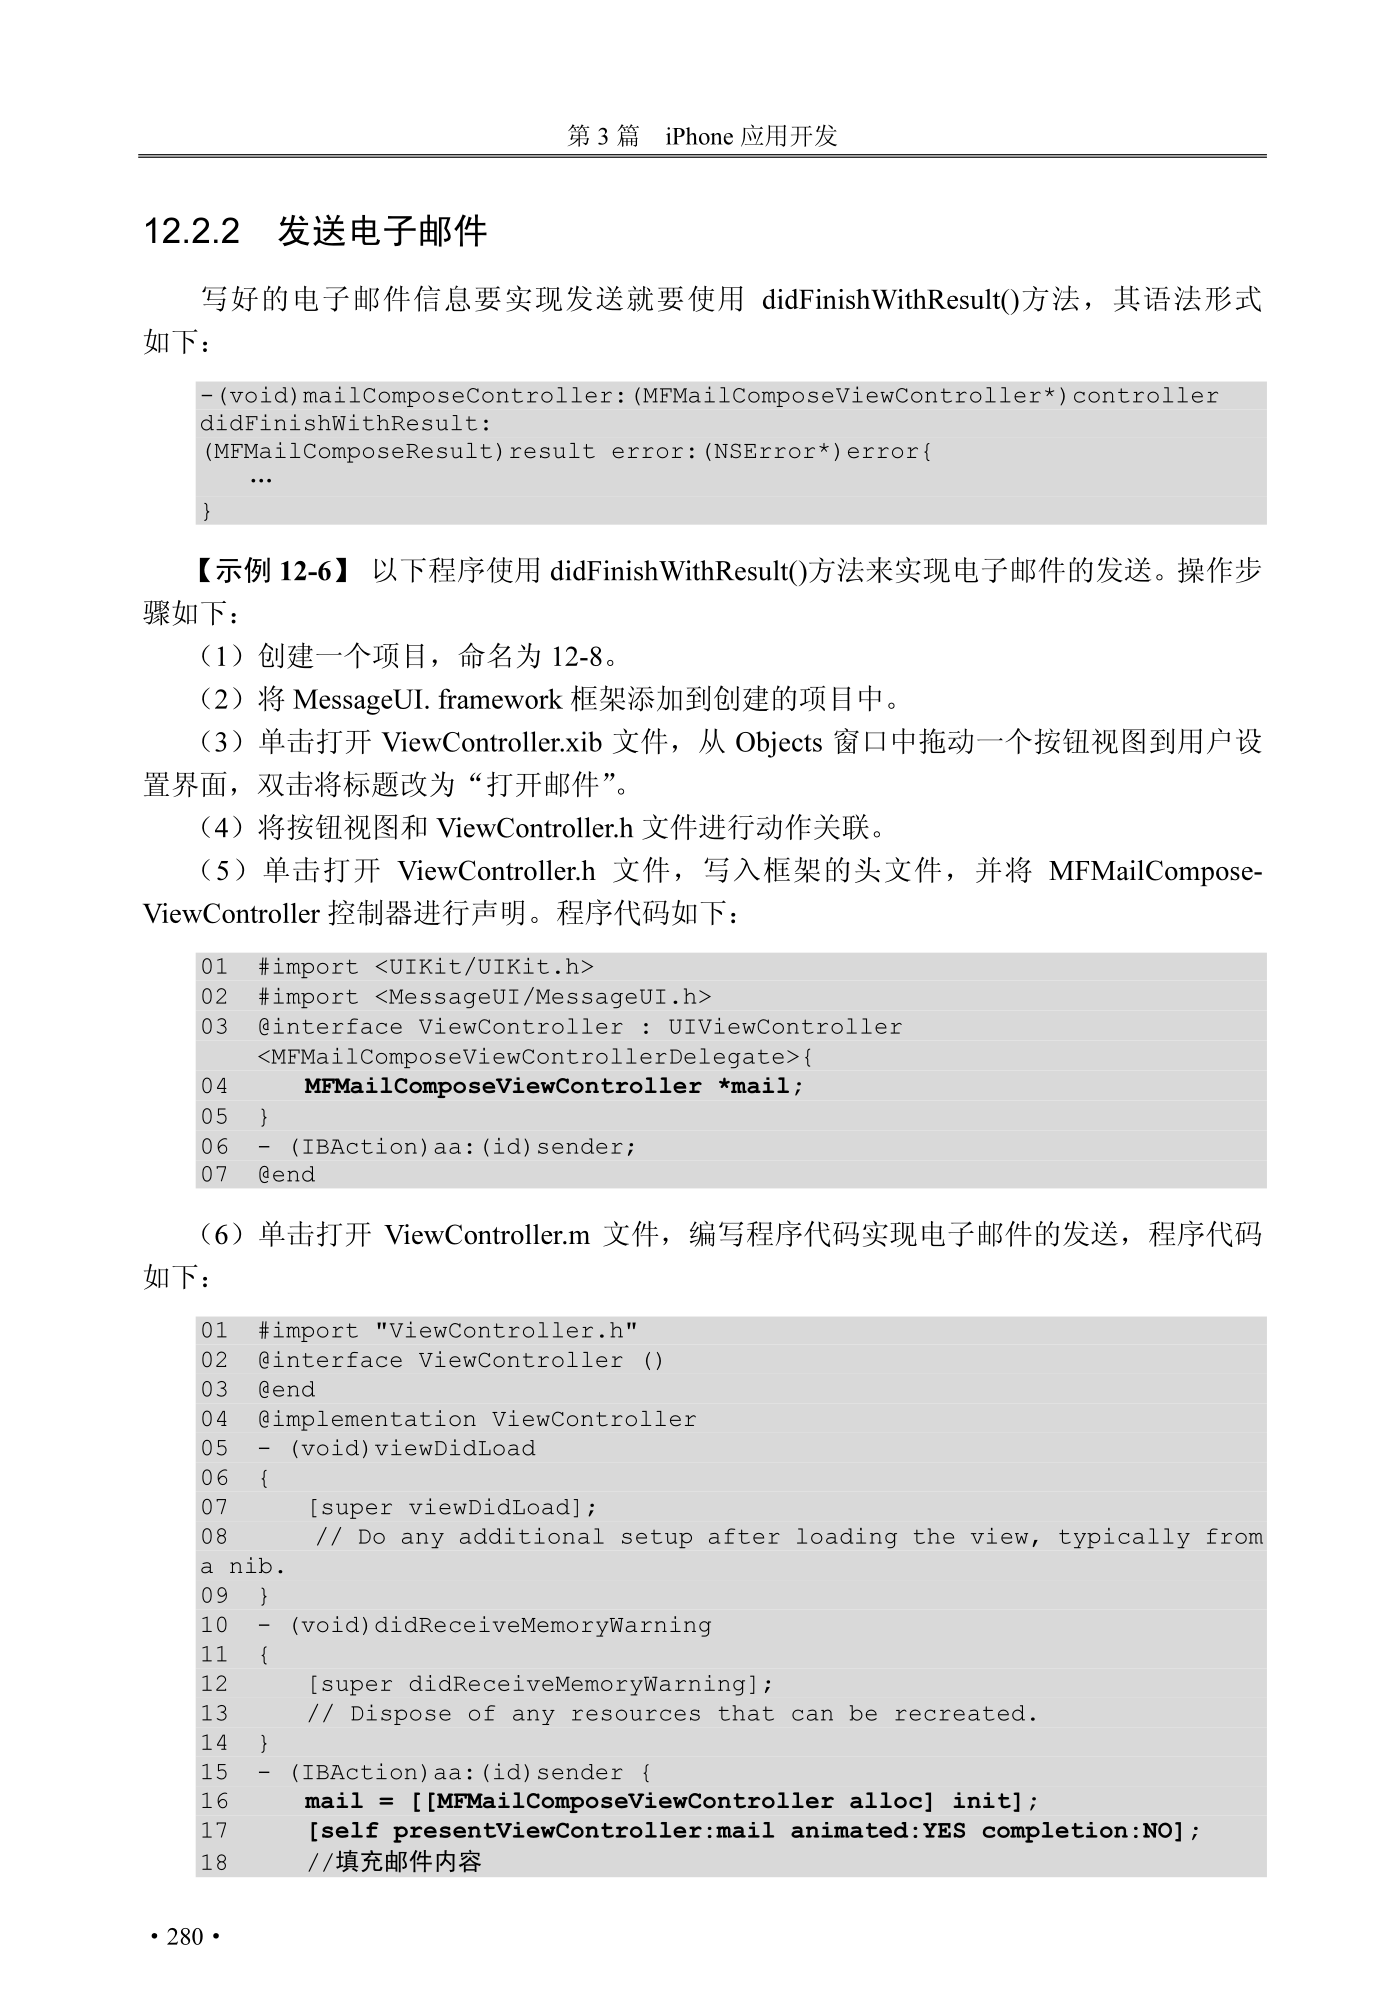 第 3 篇　iPhone 应用开发
12.2.2　发送电子邮件
写好的电子邮件信息要实现发送就要使用 didFinishWithResult()方法，其语法形式
如下：
-(void)mailComposeController:(MFMailComposeViewController*)controller
didFinishWithResult:
(MFMailComposeResult)result error:(NSError*)error{
…
}
【示例 12-6】 以下程序使用 didFinishWithResult()方法来实现电子邮件的发送。操作步
骤如下：
（1）创建一个项目，命名为 12-8。
（2）将 MessageUI. framework 框架添加到创建的项目中。
（3）单击打开 ViewController.xib 文件，从 Objects 窗口中拖动一个按钮视图到用户设
置界面，双击将标题改为“打开邮件”。
（4）将按钮视图和 ViewController.h 文件进行动作关联。
（5）单击打开 ViewController.h 文件，写入框架的头文件，并将 MFMailCompose-
ViewController 控制器进行声明。程序代码如下：
01 #import <UIKit/UIKit.h>
02 #import <MessageUI/MessageUI.h>
03 @interface ViewController : UIViewController
<MFMailComposeViewControllerDelegate>{
04 MFMailComposeViewController *mail;
05 }
06 - (IBAction)aa:(id)sender;
07 @end
（6）单击打开 ViewController.m 文件，编写程序代码实现电子邮件的发送，程序代码
如下：
01 #import "ViewController.h"
02 @interface ViewController ()
03 @end
04 @implementation ViewController
05 - (void)viewDidLoad
06 {
07 [super viewDidLoad];
08 // Do any additional setup after loading the view, typically from
a nib.
09 }
10 - (void)didReceiveMemoryWarning
11 {
12 [super didReceiveMemoryWarning];
13 // Dispose of any resources that can be recreated.
14 }
15 - (IBAction)aa:(id)sender {
16 mail = [[MFMailComposeViewController alloc] init];
17 [self presentViewController:mail animated:YES completion:NO];
18 //填充邮件内容
• 280 •